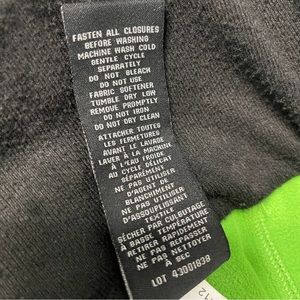 FASTEN ALL CLOSURES
BEFORE WASHING
MACHINE WASH COLD
GENTLE CYCLE
SEPARATELY
DO NOT BLEACH
DO NOT USE
FABRIC SOFTENER
TUMBLE DRY LOW
REMOVE PROMPTLY
DO NOT IRON
DO NOT DRY CLEAN
ATTACHER TOUTES
LES FERMETURES
AVANT LE LAVAGE
LAVER À LA MACHINE
À L'EAU FROIDE,
AU CYCLE DÉLICAT
SÉPARÉMENT
NE PAS UTILISER
D'AGENT DE
BLANCHIMENT
NE PAS UTILISER
D'ASSOUPLISSANT
TEXTILE
SÉCHER PAR CULBUTAGE
À BASSE TEMPÉRATURE
RETIRER RAPIDEMENT
NE PAS REPASSER
NE PAS NETTOYER
À SEC
LOT 43001838
12